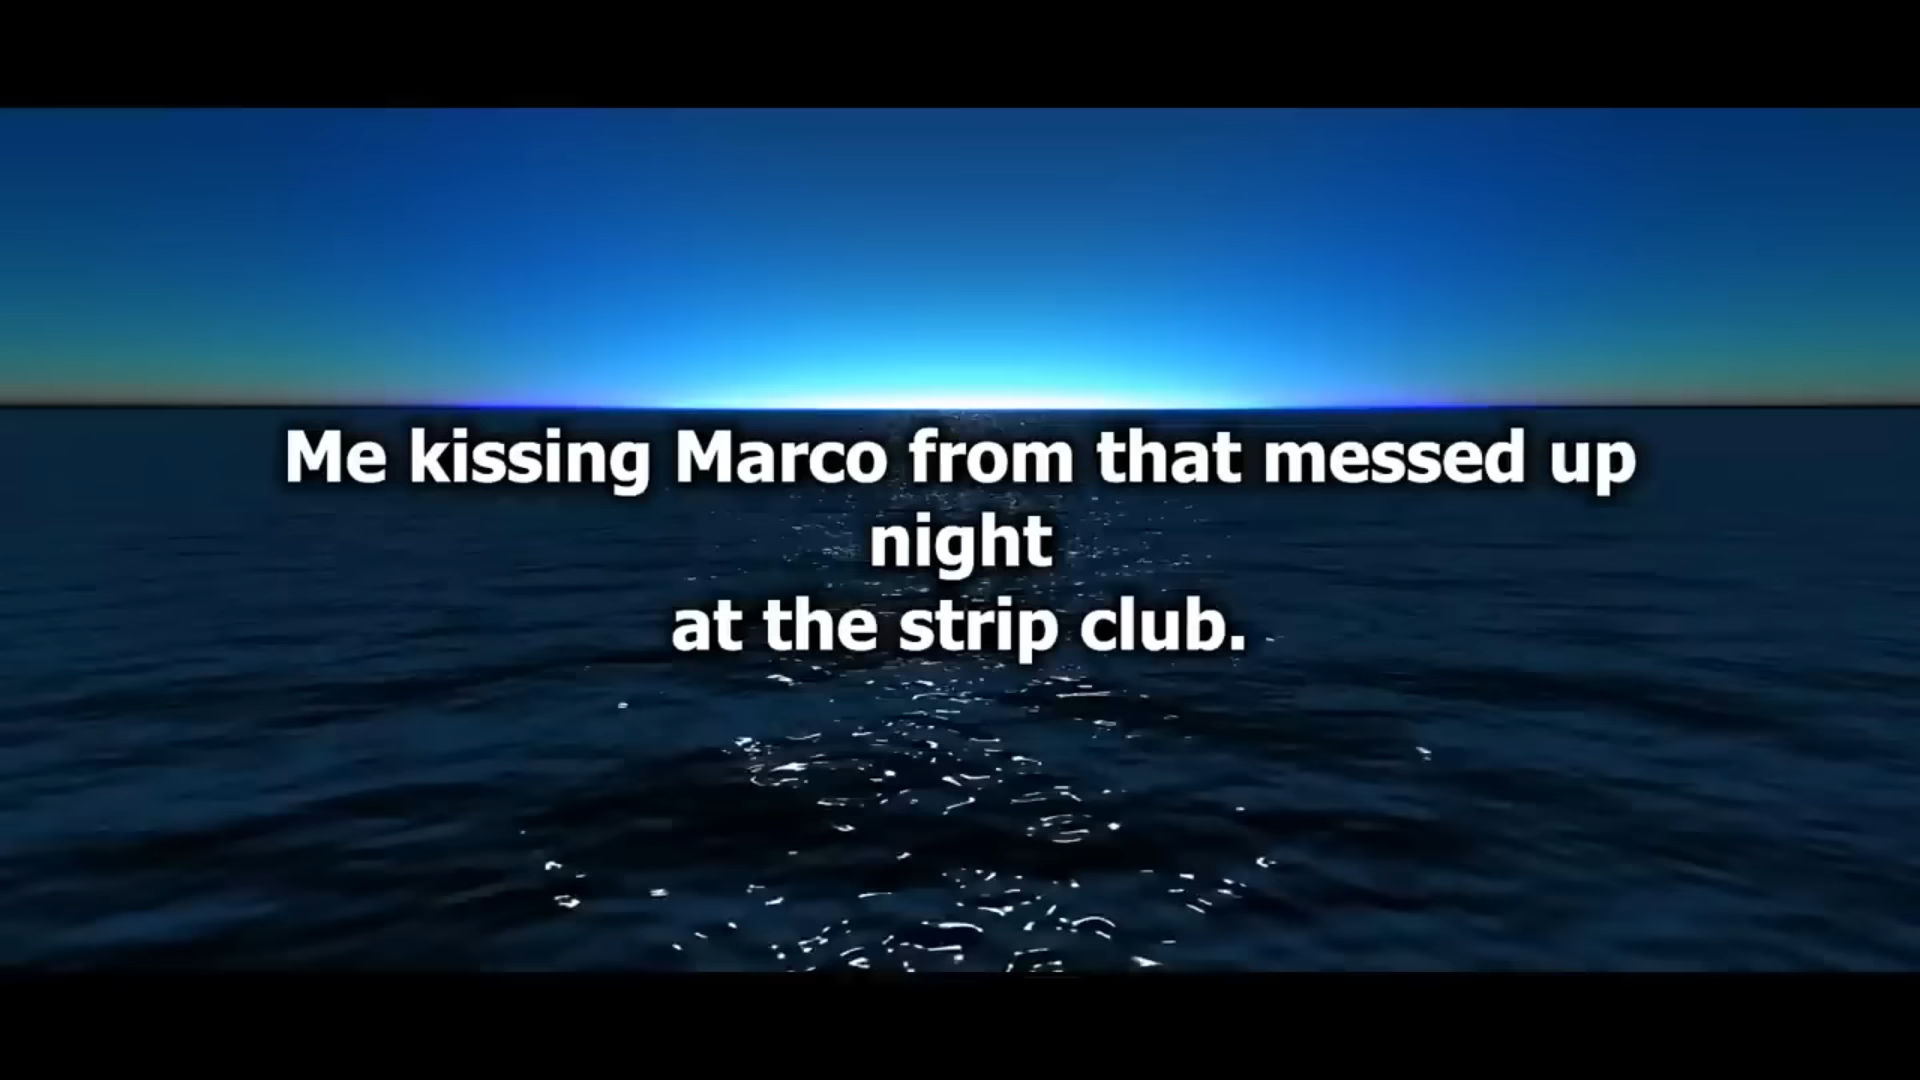 Me kissing Marco from that messed up
night
at the strip club.